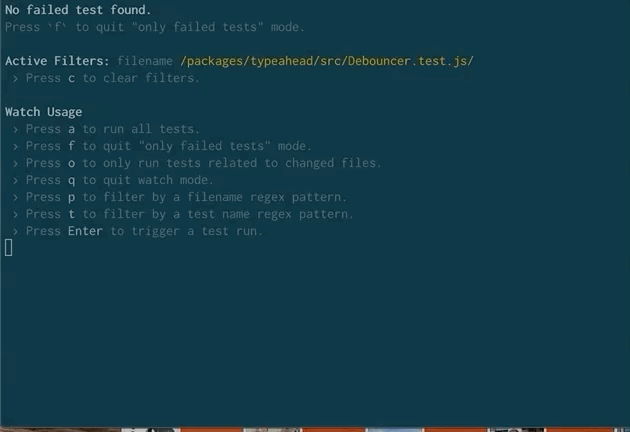 No failed test found.
Press `f` to quit "only failed tests" mode.
Active Filters: filename /packages/typeahead/src/Debouncer.test.js/
› Press c to clear filters.
Watch Usage
› Press a to run all tests.
› Press f to quit "only failed tests" mode.
› Press o to only run tests related to changed files.
› Press q to quit watch mode.
› Press p to filter by a filename regex pattern.
› Press t to filter by a test name regex pattern.
› Press Enter to trigger a test run.